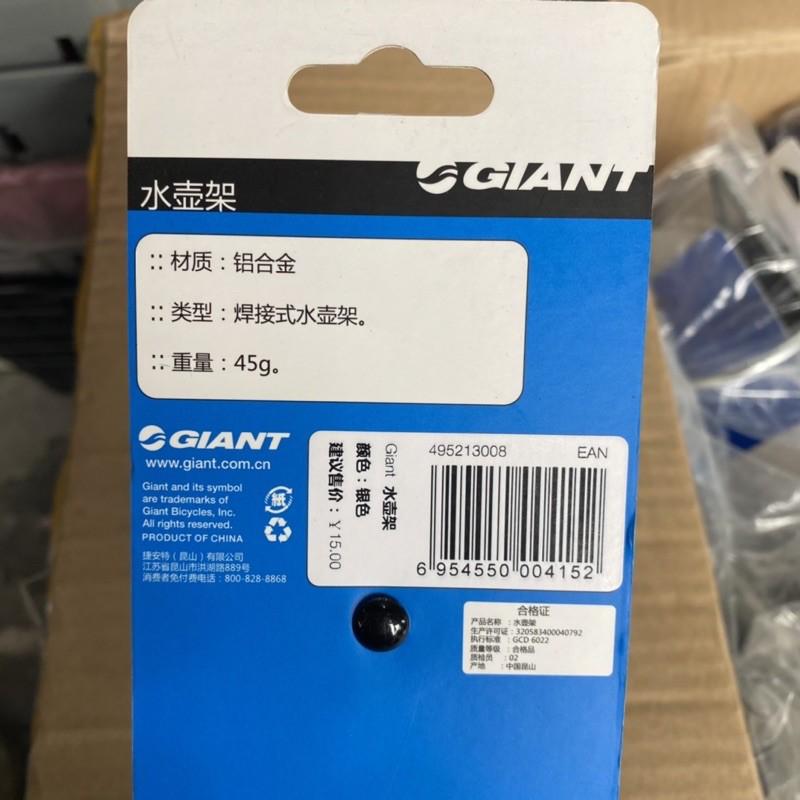 GIANT
水壶架
:: 材质：铝合金
:: 类型：焊接式水壶架。
:: 重量：45g。
GIANT
www.giant.com.cn
Giant and its symbol
are trademarks of
Giant Bicycles, Inc.
All rights reserved.
PRODUCT OF CHINA
紙
捷安特（昆山）有限公司
江苏省昆山市洪湖路889号
消费者免付费电话：800-828-8868
Giant 水壶架
颜色：银色
建议售价：￥15.00
495213008 EAN
6 954550 004152
合格证
产品名称：水壶架
生产许可证：320583400040792
执行标准：GCD 6022
质量等级：合格品
质检员：02
产地：中国昆山